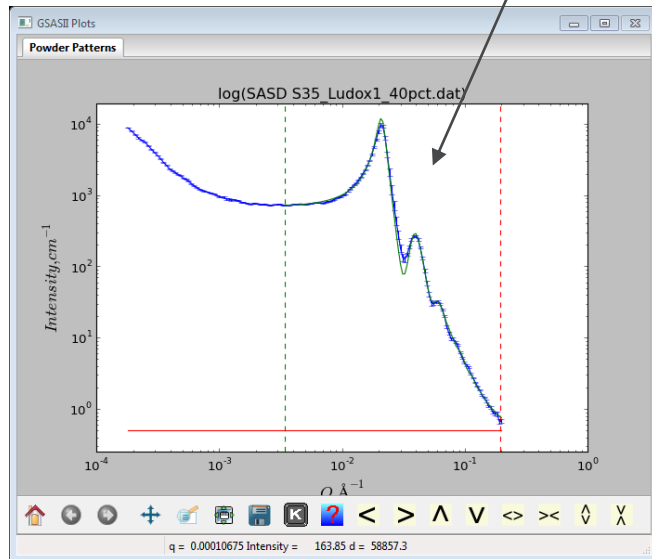 GSASII Plots
Powder Patterns
log(SASD S35_Ludox1_40pct.dat)
10^4
10^3
10^2
10^1
10^0
Intensity, cm^-1
10^-4 10^-3 10^-2 10^-1 10^0
Q Å^-1
K ? < > Λ V <> ><
q = 0.00010675 Intensity = 163.85 d = 58857.3